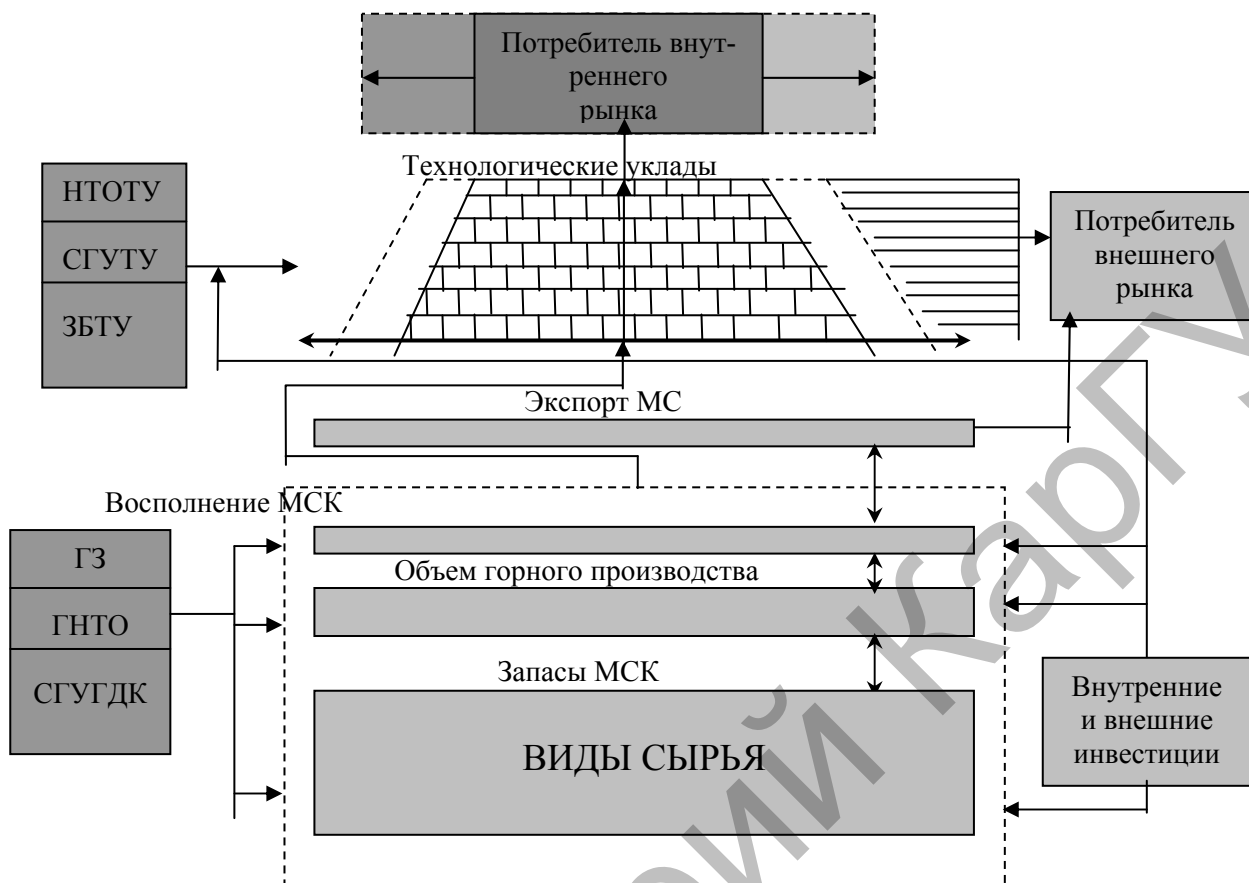 Потребитель внут-
реннего
рынка
Технологические уклады
НТОТУ
СГУТУ
ЗБТУ
Потребитель
внешнего
рынка
Экспорт МС
Восполнение МСК
ГЗ
ГНТО
СГУГДК
Объем горного производства
Запасы МСК
ВИДЫ СЫРЬЯ
Внутренние
и внешние
инвестиции
КарГУ